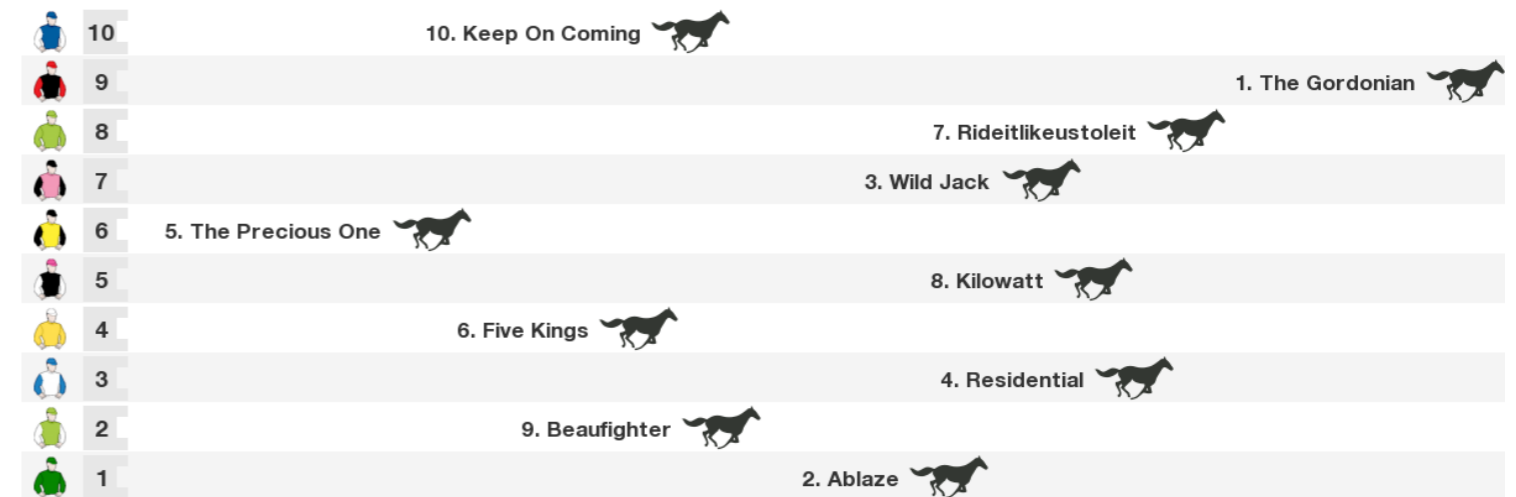 10 10. Keep On Coming
9 1. The Gordonian
8 7. Rideitlikeustoleit
7 3. Wild Jack
6 5. The Precious One
5 8. Kilowatt
4 6. Five Kings
3 4. Residential
2 9. Beaufighter
1 2. Ablaze